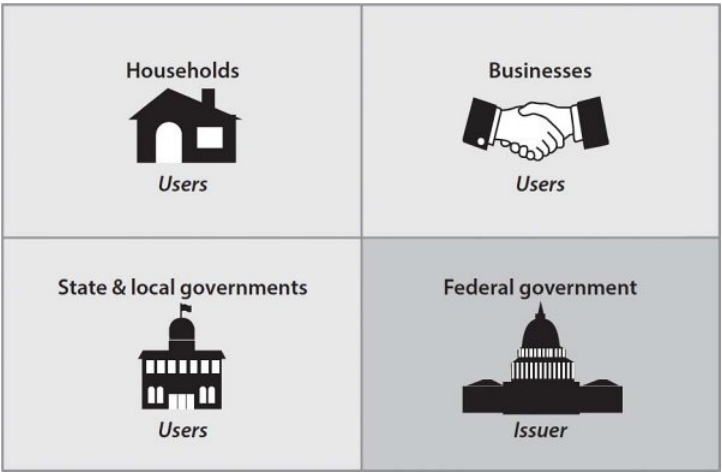 Households
Users
Businesses
Users
State & local governments
Users
Federal government
Issuer